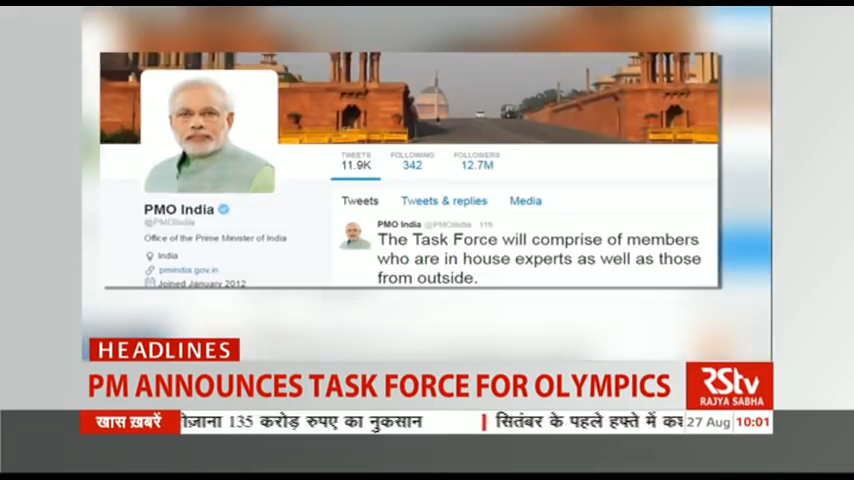 TWEETS FOLLOWING FOLLOWERS
11.9K 342 12.7M
Tweets Tweets & replies Media
PMO India
@PMOIndia
Office of the Prime Minister of India
India
pmindia.gov.in
Joined January 2012
PMO India @PMOIndia 11h
The Task Force will comprise of members
who are in house experts as well as those
from outside.
HEADLINES
PM ANNOUNCES TASK FORCE FOR OLYMPICS
RStv
RAJYA SABHA
खास ख़बरें
135 करोड़ रुपए का नुकसान
सितंबर के पहले हफ्ते में
27 Aug 10:01